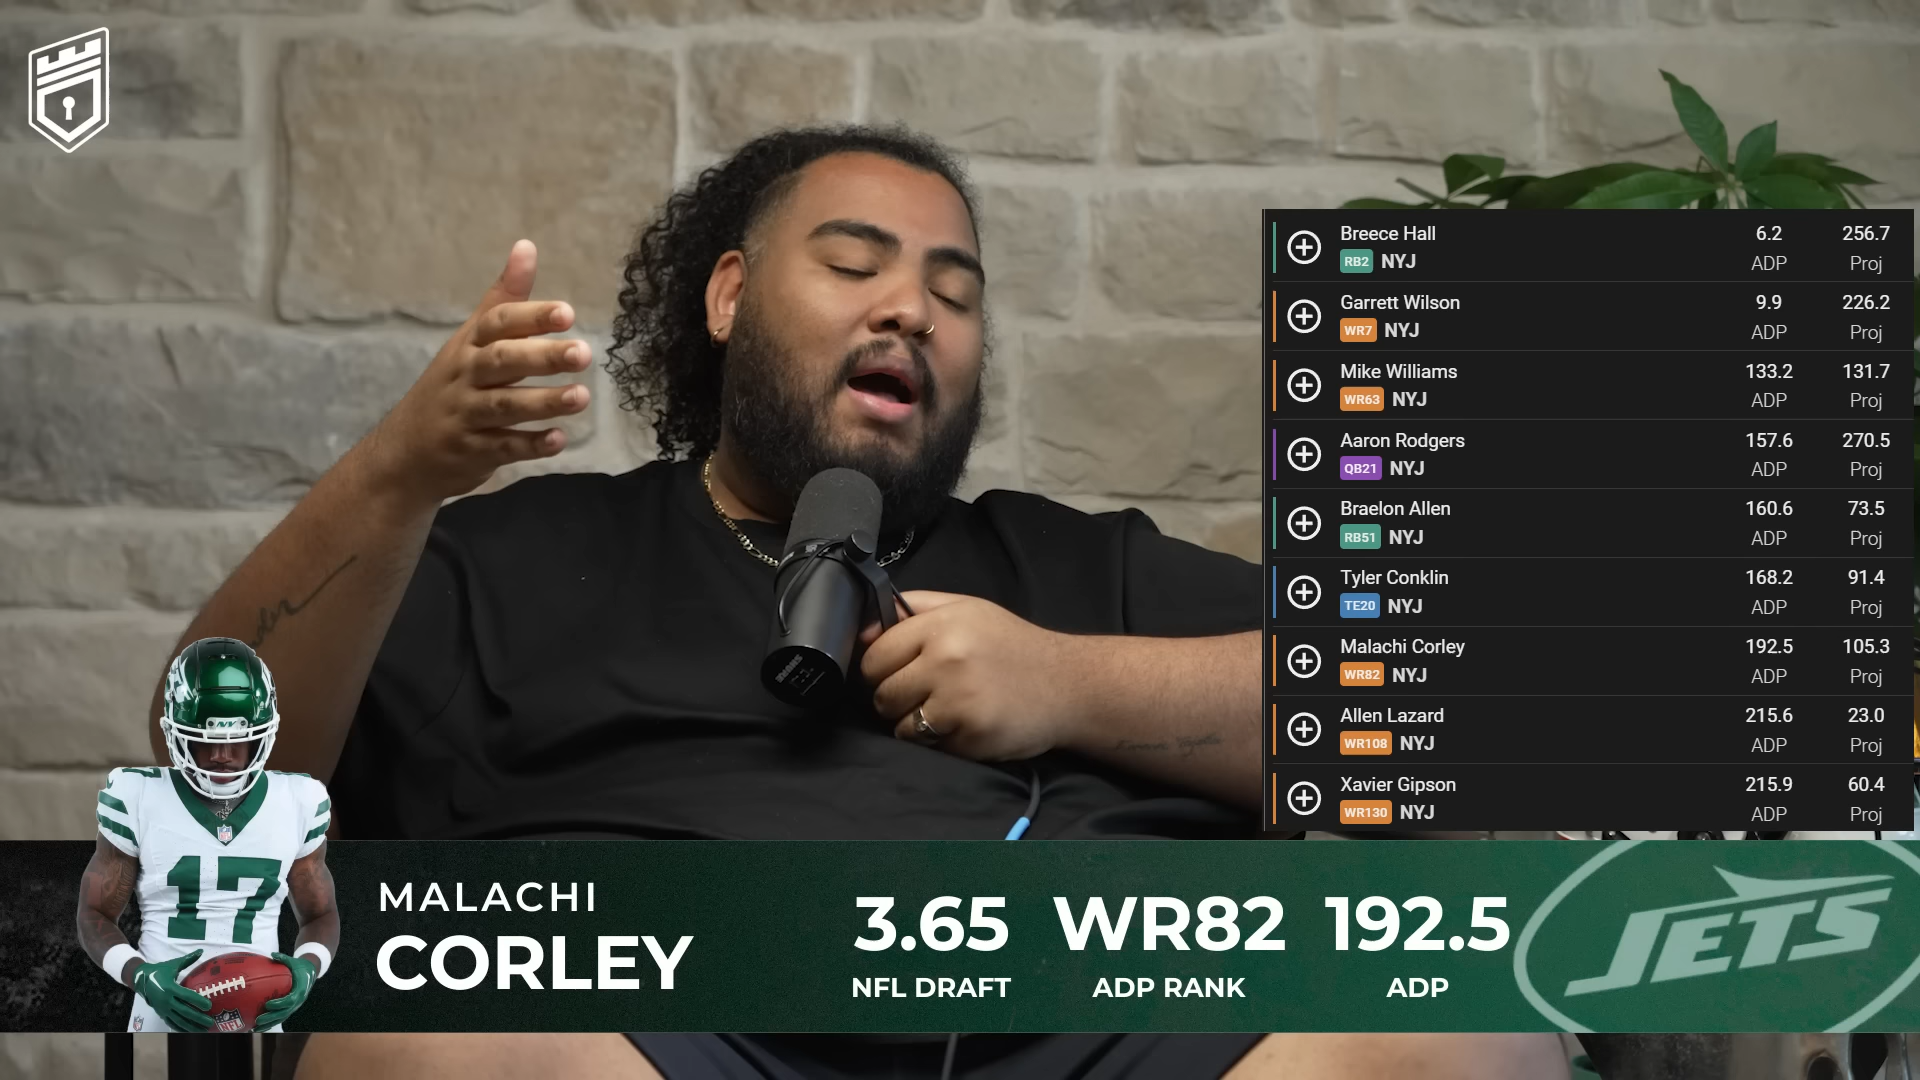 Breece Hall 6.2 256.7
RB2 NYJ ADP Proj
Garrett Wilson 9.9 226.2
WR7 NYJ ADP Proj
Mike Williams 133.2 131.7
WR63 NYJ ADP Proj
Aaron Rodgers 157.6 270.5
QB21 NYJ ADP Proj
Braelon Allen 160.6 73.5
RB51 NYJ ADP Proj
Tyler Conklin 168.2 91.4
TE20 NYJ ADP Proj
Malachi Corley 192.5 105.3
WR82 NYJ ADP Proj
Allen Lazard 215.6 23.0
WR108 NYJ ADP Proj
Xavier Gipson 215.9 60.4
WR130 NYJ ADP Proj
SHURE
NY
17
17
NFL
MALACHI
CORLEY
3.65 WR82 192.5
NFL DRAFT ADP RANK ADP
JETS